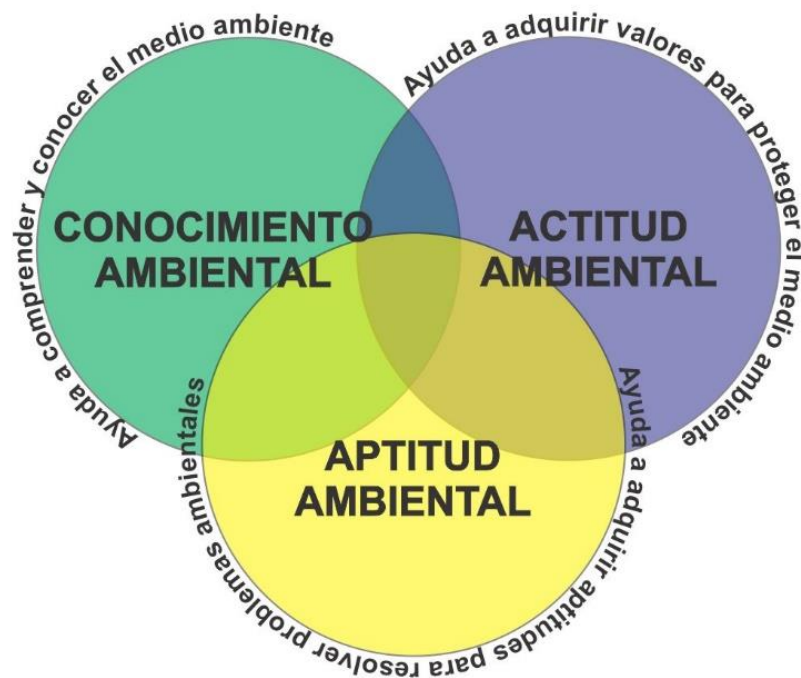 Ayuda a comprender y conocer el medio ambiente
CONOCIMIENTO
AMBIENTAL
Ayuda a adquirir valores para proteger el medio ambiente
ACTITUD
AMBIENTAL
APTITUD
AMBIENTAL
Ayuda a adquirir aptitudes para resolver problemas ambientales